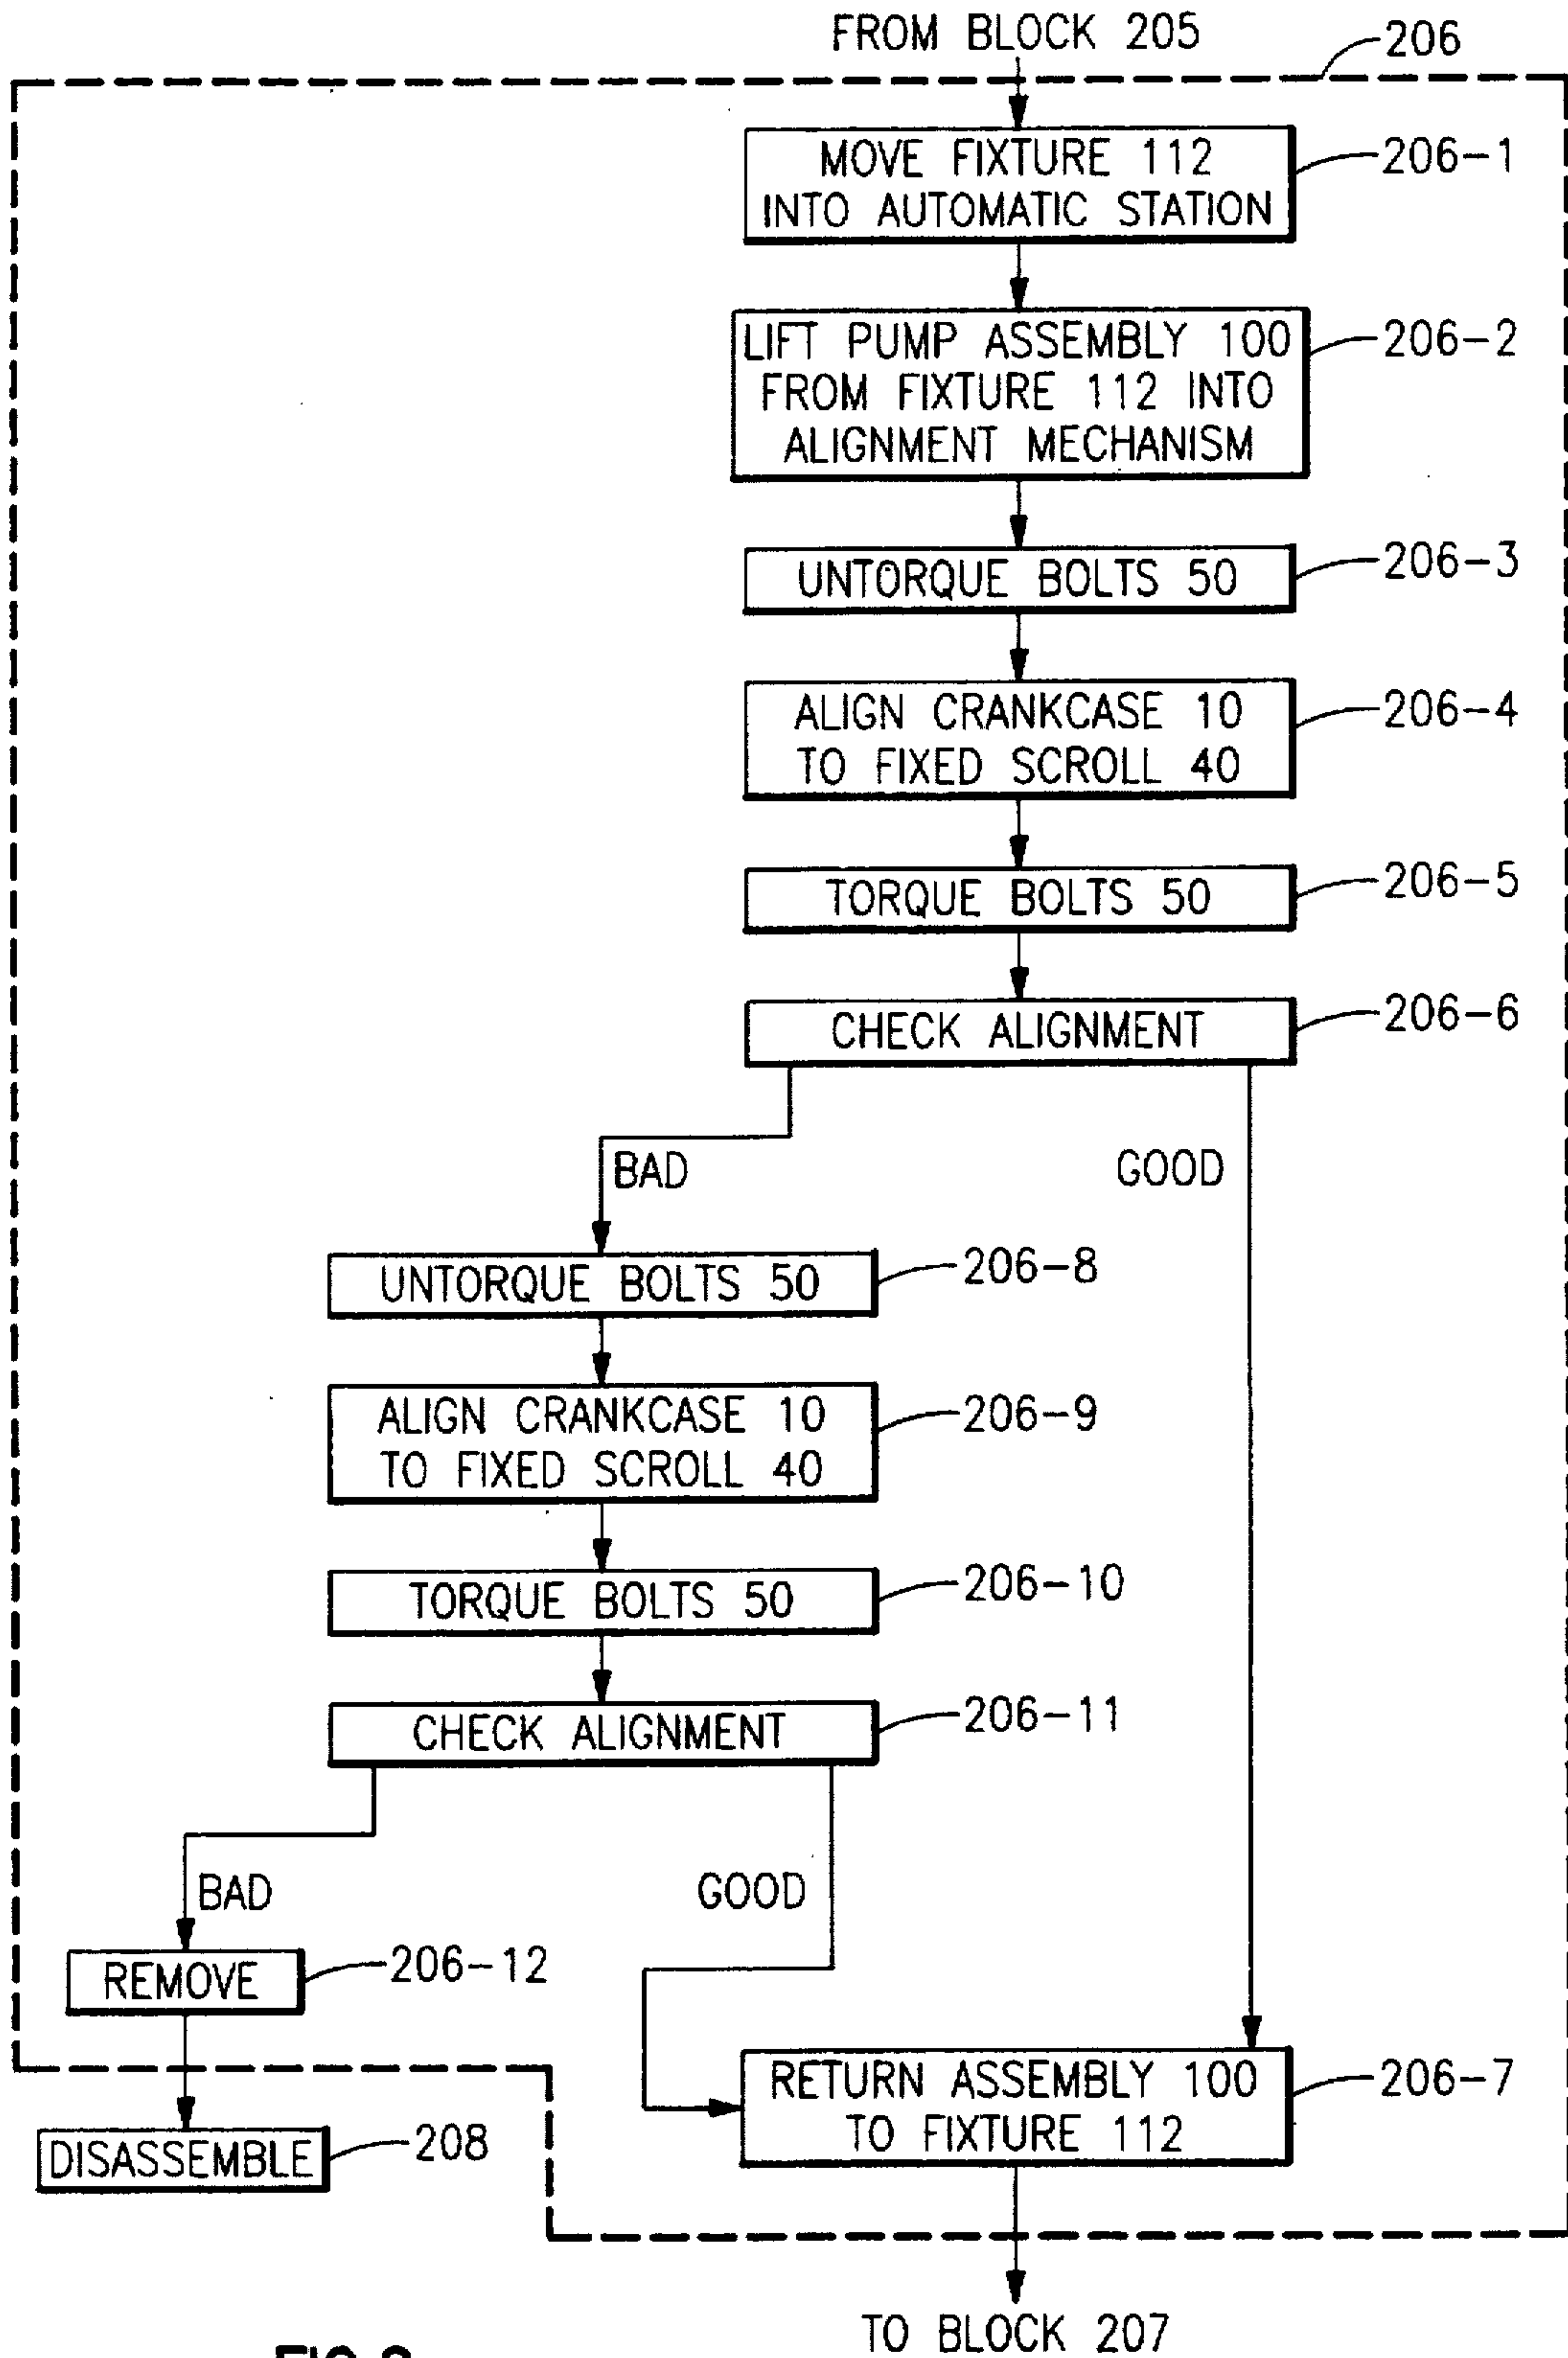 FROM BLOCK 205
206
MOVE FIXTURE 112
INTO AUTOMATIC STATION
206-1
LIFT PUMP ASSEMBLY 100
FROM FIXTURE 112 INTO
ALIGNMENT MECHANISM
206-2
UNTORQUE BOLTS 50
206-3
ALIGN CRANKCASE 10
TO FIXED SCROLL 40
206-4
TORQUE BOLTS 50
206-5
CHECK ALIGNMENT
206-6
BAD
GOOD
UNTORQUE BOLTS 50
206-8
ALIGN CRANKCASE 10
TO FIXED SCROLL 40
206-9
TORQUE BOLTS 50
206-10
CHECK ALIGNMENT
206-11
BAD
GOOD
REMOVE
206-12
RETURN ASSEMBLY 100
TO FIXTURE 112
206-7
DISASSEMBLE
208
TO BLOCK 207